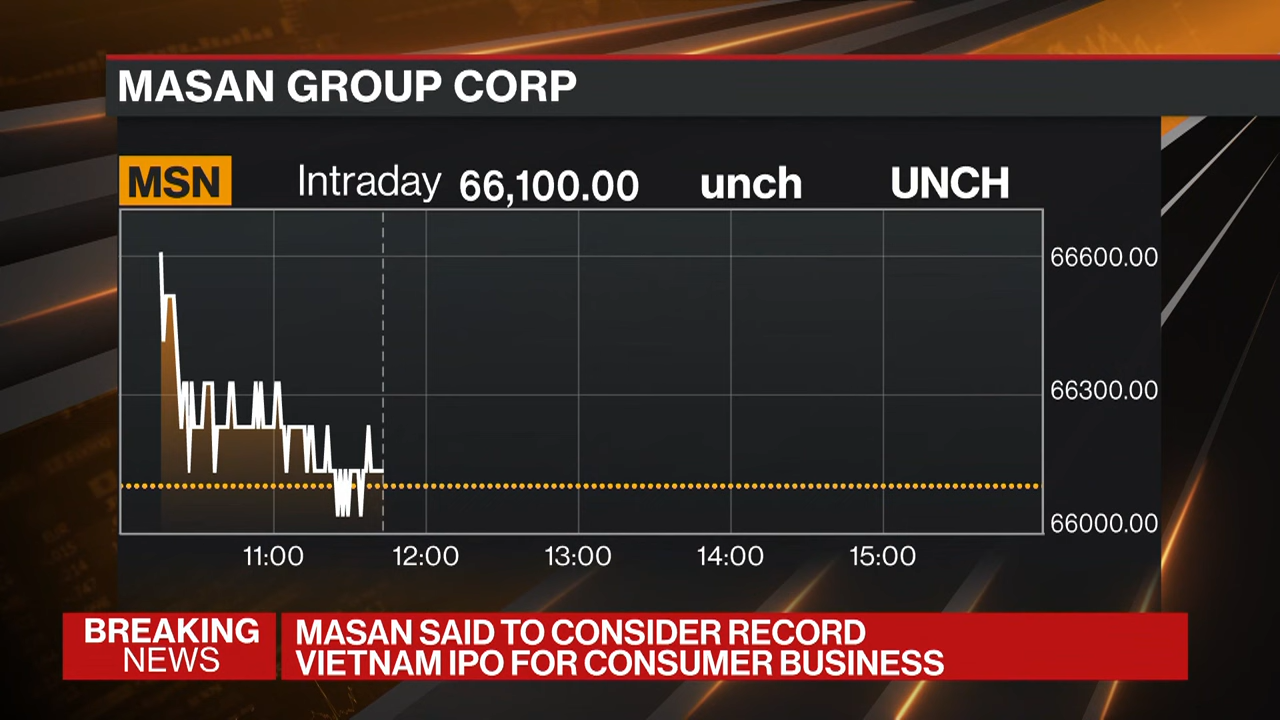 MASAN GROUP CORP
MSN Intraday 66,100.00 unch UNCH
66600.00
66300.00
66000.00
11:00 12:00 13:00 14:00 15:00
BREAKING NEWS
MASAN SAID TO CONSIDER RECORD
VIETNAM IPO FOR CONSUMER BUSINESS